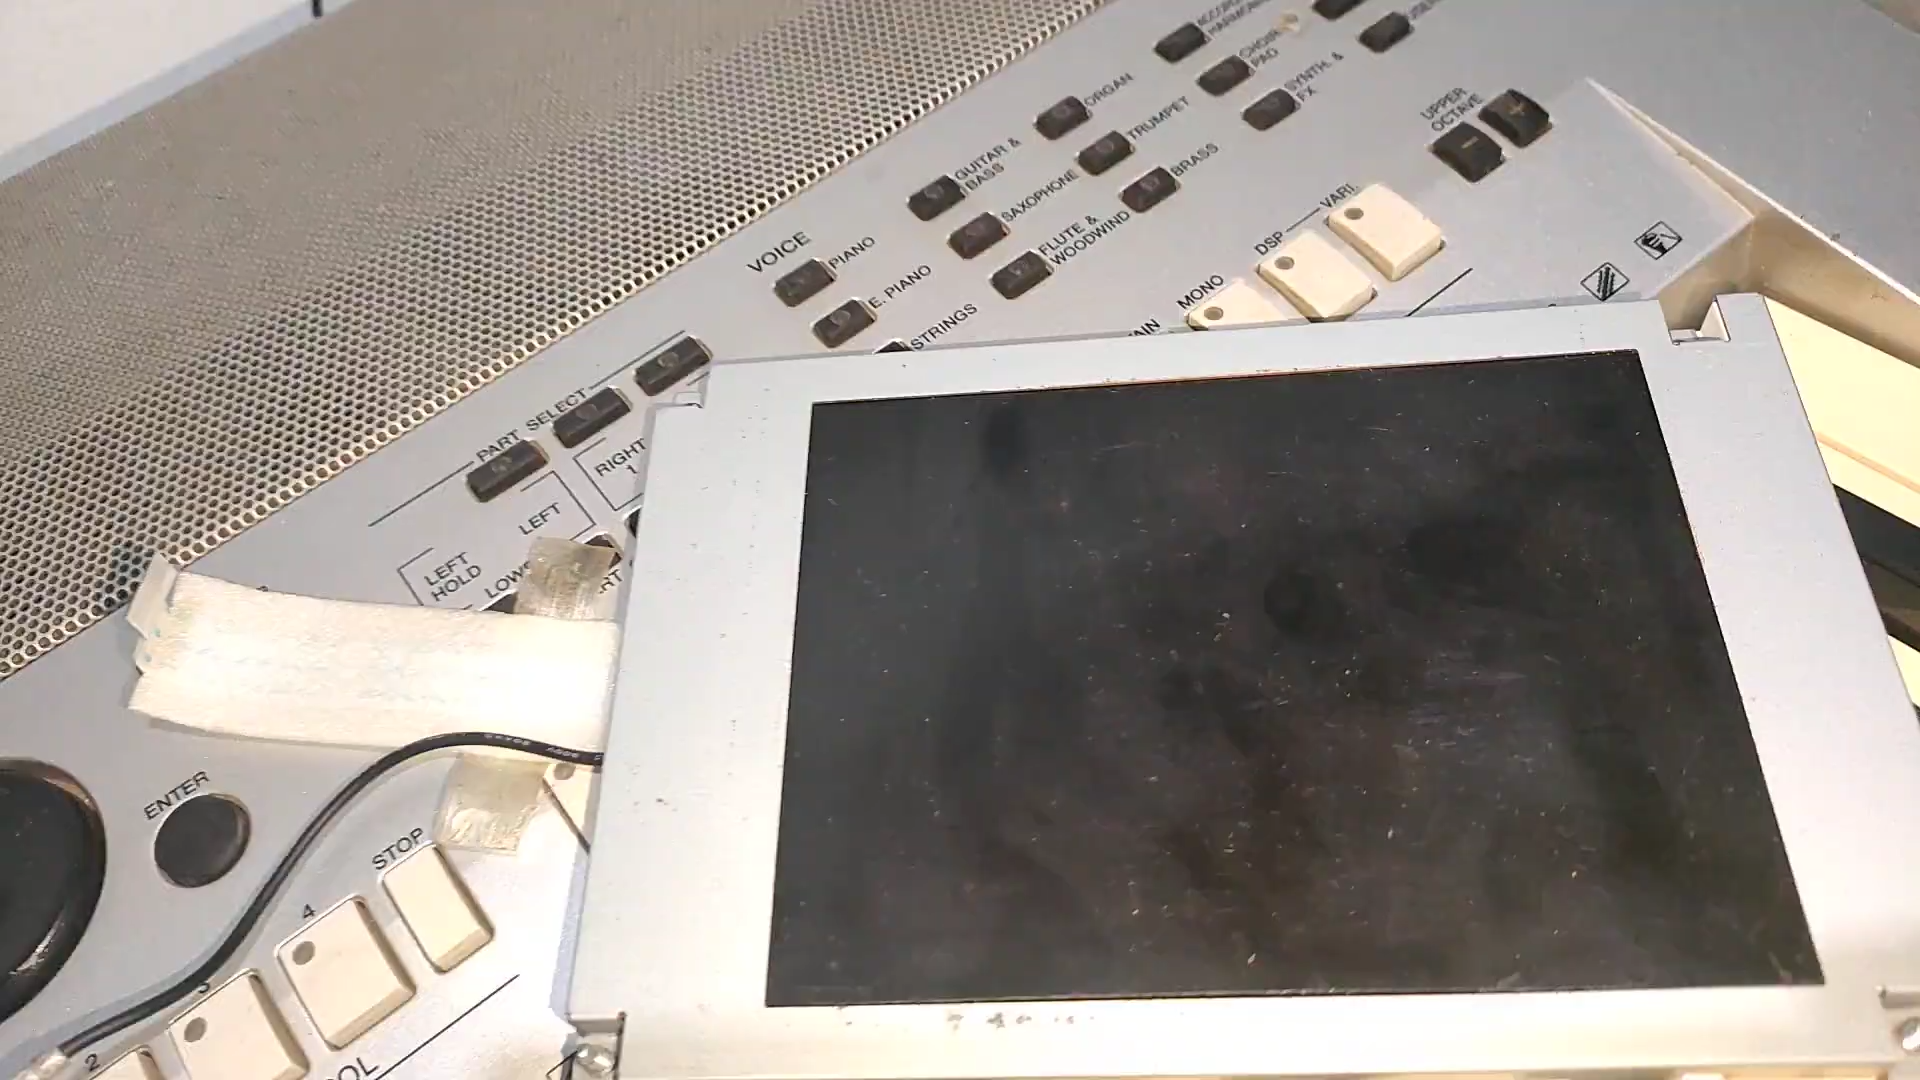 ORGAN
CHOIR
PAD
SYNTH. &
FX
UPPER
OCTAVE
+
-
GUITAR &
BASS
TRUMPET
SAXOPHONE
BRASS
VOICE
PIANO
FLUTE &
WOODWIND
E. PIANO
STRINGS
VARI.
DSP
MONO
PART SELECT
RIGHT
1
LEFT
LEFT
HOLD
ENTER
STOP
4
3
2